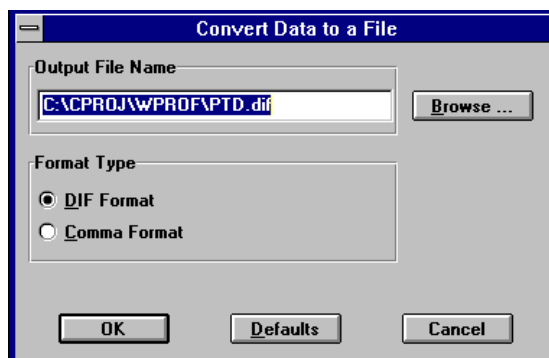 Convert Data to a File
Output File Name
C:\CPROJ\WPROF\PTD.dif
Browse ...
Format Type
DIF Format
Comma Format
OK
Defaults
Cancel